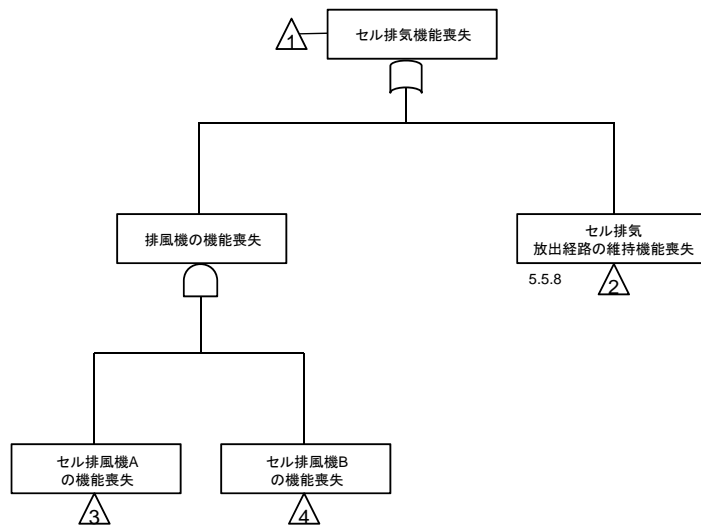 1
セル排気機能喪失
排風機の機能喪失
セル排気
放出経路の維持機能喪失
5.5.8
2
セル排風機A
の機能喪失
セル排風機B
の機能喪失
3
4